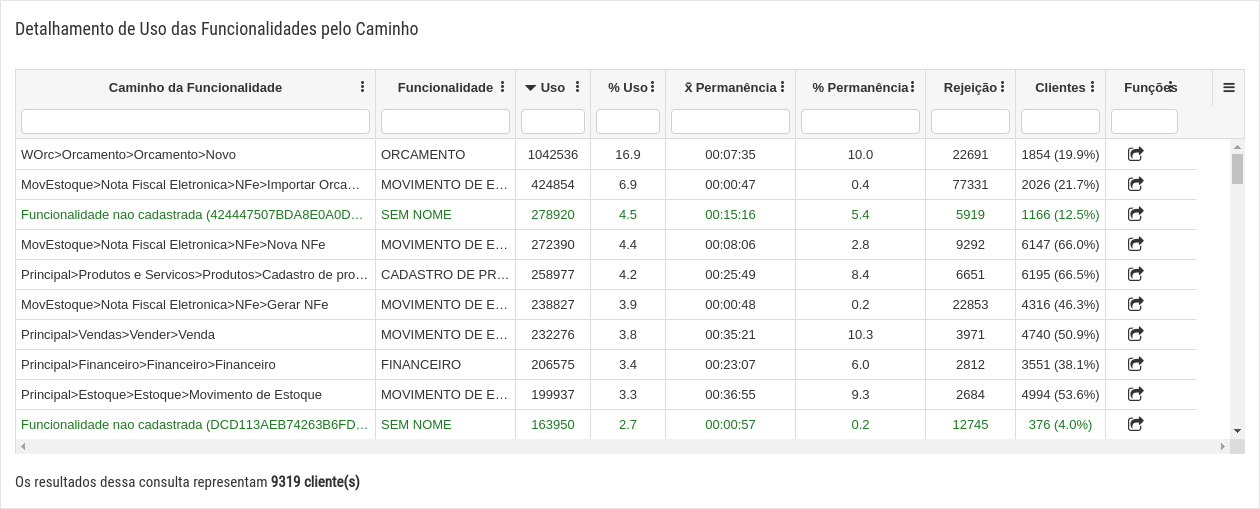 Detalhamento de Uso das Funcionalidades pelo Caminho
Caminho da Funcionalidade Funcionalidade Uso % Uso x̄ Permanência % Permanência Rejeição Clientes Funções
WOrc>Orcamento>Orcamento>Novo ORCAMENTO 1042536 16.9 00:07:35 10.0 22691 1854 (19.9%)
MovEstoque>Nota Fiscal Eletronica>NFe>Importar Orca... MOVIMENTO DE E... 424854 6.9 00:00:47 0.4 77331 2026 (21.7%)
Funcionalidade nao cadastrada (424447507BDA8E0A0D... SEM NOME 278920 4.5 00:15:16 5.4 5919 1166 (12.5%)
MovEstoque>Nota Fiscal Eletronica>NFe>Nova NFe MOVIMENTO DE E... 272390 4.4 00:08:06 2.8 9292 6147 (66.0%)
Principal>Produtos e Servicos>Produtos>Cadastro de pro... CADASTRO DE PR... 258977 4.2 00:25:49 8.4 6651 6195 (66.5%)
MovEstoque>Nota Fiscal Eletronica>NFe>Gerar NFe MOVIMENTO DE E... 238827 3.9 00:00:48 0.2 22853 4316 (46.3%)
Principal>Vendas>Vender>Venda MOVIMENTO DE E... 232276 3.8 00:35:21 10.3 3971 4740 (50.9%)
Principal>Financeiro>Financeiro>Financeiro FINANCEIRO 206575 3.4 00:23:07 6.0 2812 3551 (38.1%)
Principal>Estoque>Estoque>Movimento de Estoque MOVIMENTO DE E... 199937 3.3 00:36:55 9.3 2684 4994 (53.6%)
Funcionalidade nao cadastrada (DCD113AEB74263B6FD... SEM NOME 163950 2.7 00:00:57 0.2 12745 376 (4.0%)
Os resultados dessa consulta representam 9319 cliente(s)